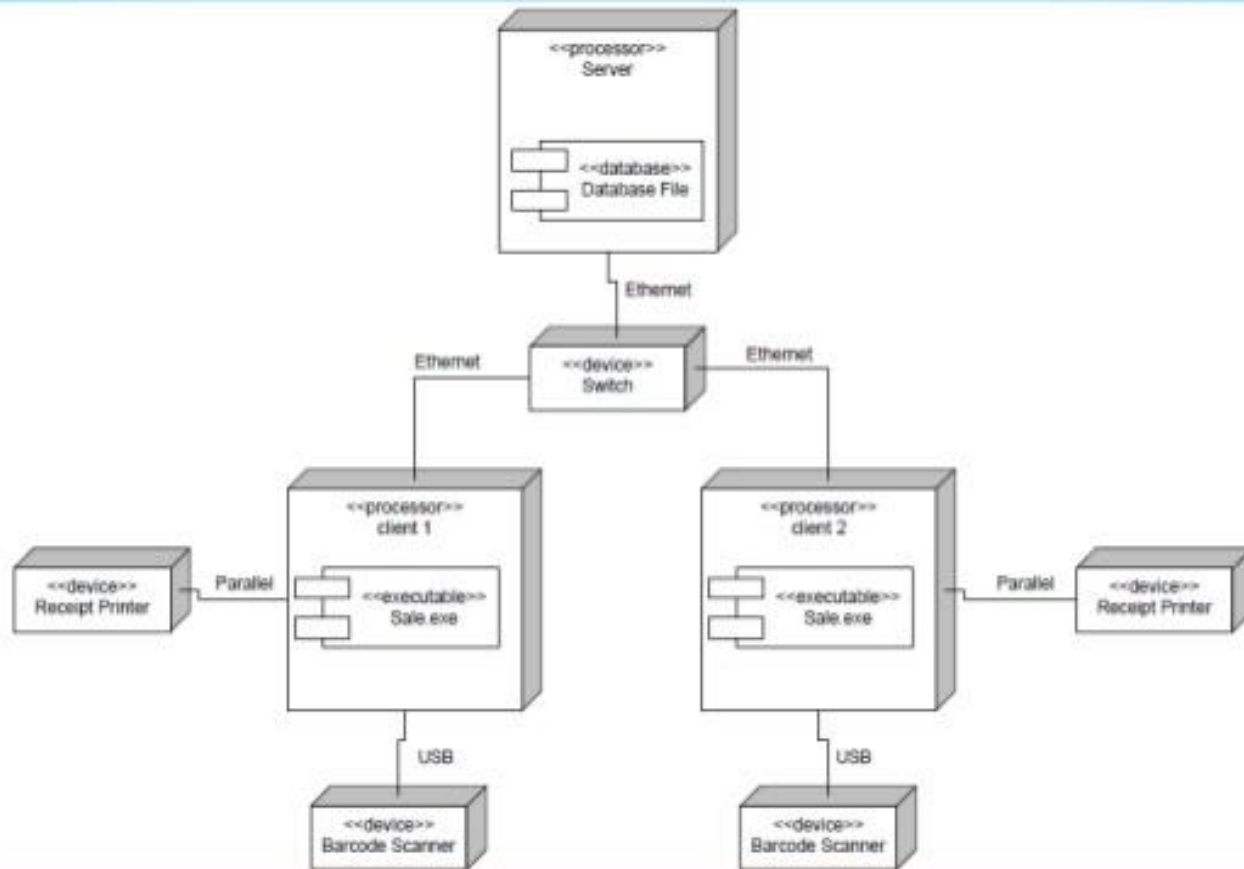 <<processor>>
Server
<<database>>
Database File
Ethernet
Ethernet
<<device>>
Switch
Ethernet
<<processor>>
client 1
<<executable>>
Sale.exe
<<processor>>
client 2
<<executable>>
Sale.exe
<<device>>
Receipt Printer
Parallel
Parallel
<<device>>
Receipt Printer
USB
USB
<<device>>
Barcode Scanner
<<device>>
Barcode Scanner